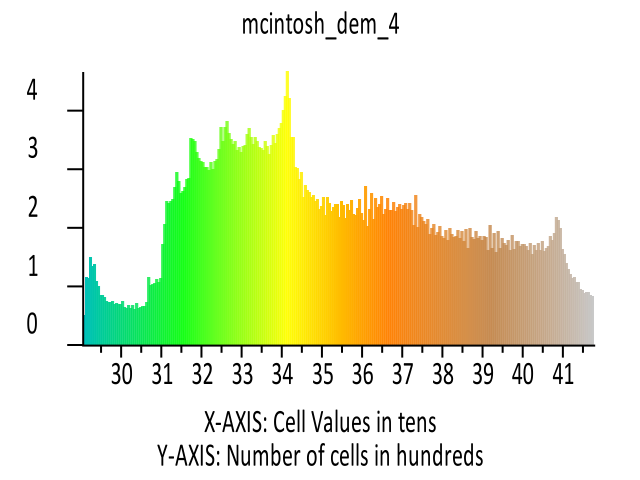 mcintosh_dem_4
4
3
2
1
0
30 31 32 33 34 35 36 37 38 39 40 41
X-AXIS: Cell Values in tens
Y-AXIS: Number of cells in hundreds